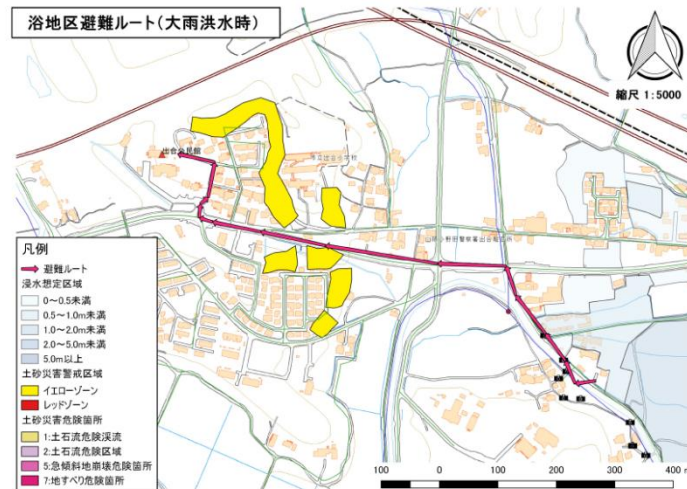 浴地区避難ルート(大雨洪水時)
縮尺 1:5000
出合公民館
凡例
避難ルート
浸水想定区域
0～0.5未満
0.5～1.0m未満
1.0～2.0m未満
2.0～5.0m未満
5.0m以上
土砂災害警戒区域
イエローゾーン
レッドゾーン
土砂災害危険箇所
1:土石流危険渓流
2:土石流危険区域
5:急傾斜地崩壊危険箇所
7:地すべり危険箇所
100 0 100 200 300 400 m